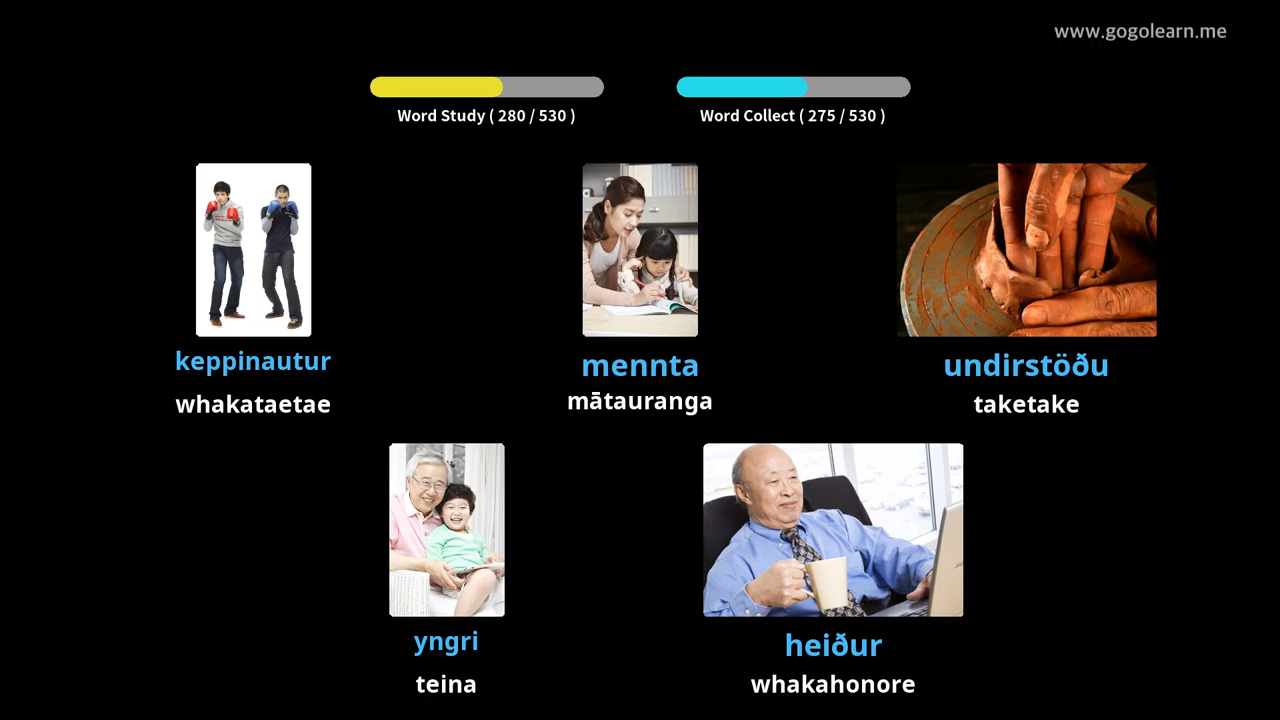 www.gogolearn.me
Word Study ( 280 / 530 )
Word Collect ( 275 / 530 )
keppinautur
whakataetae
mennta
mātauranga
undirstöðu
taketake
yngri
teina
heiður
whakahonore